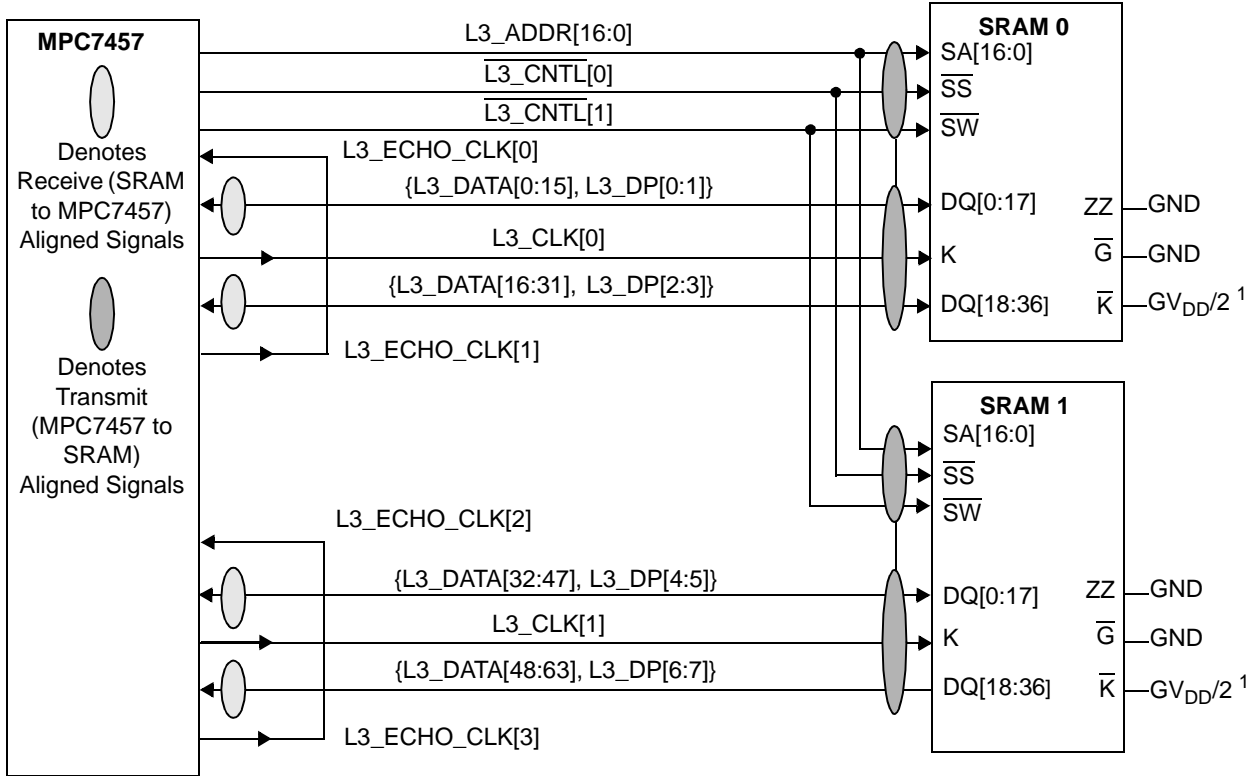 MPC7457
Denotes
Receive (SRAM
to MPC7457)
Aligned Signals
Denotes
Transmit
(MPC7457 to
SRAM)
Aligned Signals
L3_ADDR[16:0]
L3_CNTL[0]
L3_CNTL[1]
L3_ECHO_CLK[0]
{L3_DATA[0:15], L3_DP[0:1]}
L3_CLK[0]
{L3_DATA[16:31], L3_DP[2:3]}
L3_ECHO_CLK[1]
SRAM 0
SA[16:0]
SS
SW
DQ[0:17]
ZZ
GND
K
G
GND
DQ[18:36]
K
GVDD/2 1
L3_ECHO_CLK[2]
{L3_DATA[32:47], L3_DP[4:5]}
L3_CLK[1]
{L3_DATA[48:63], L3_DP[6:7]}
L3_ECHO_CLK[3]
SRAM 1
SA[16:0]
SS
SW
DQ[0:17]
ZZ
GND
K
G
GND
DQ[18:36]
K
GVDD/2 1